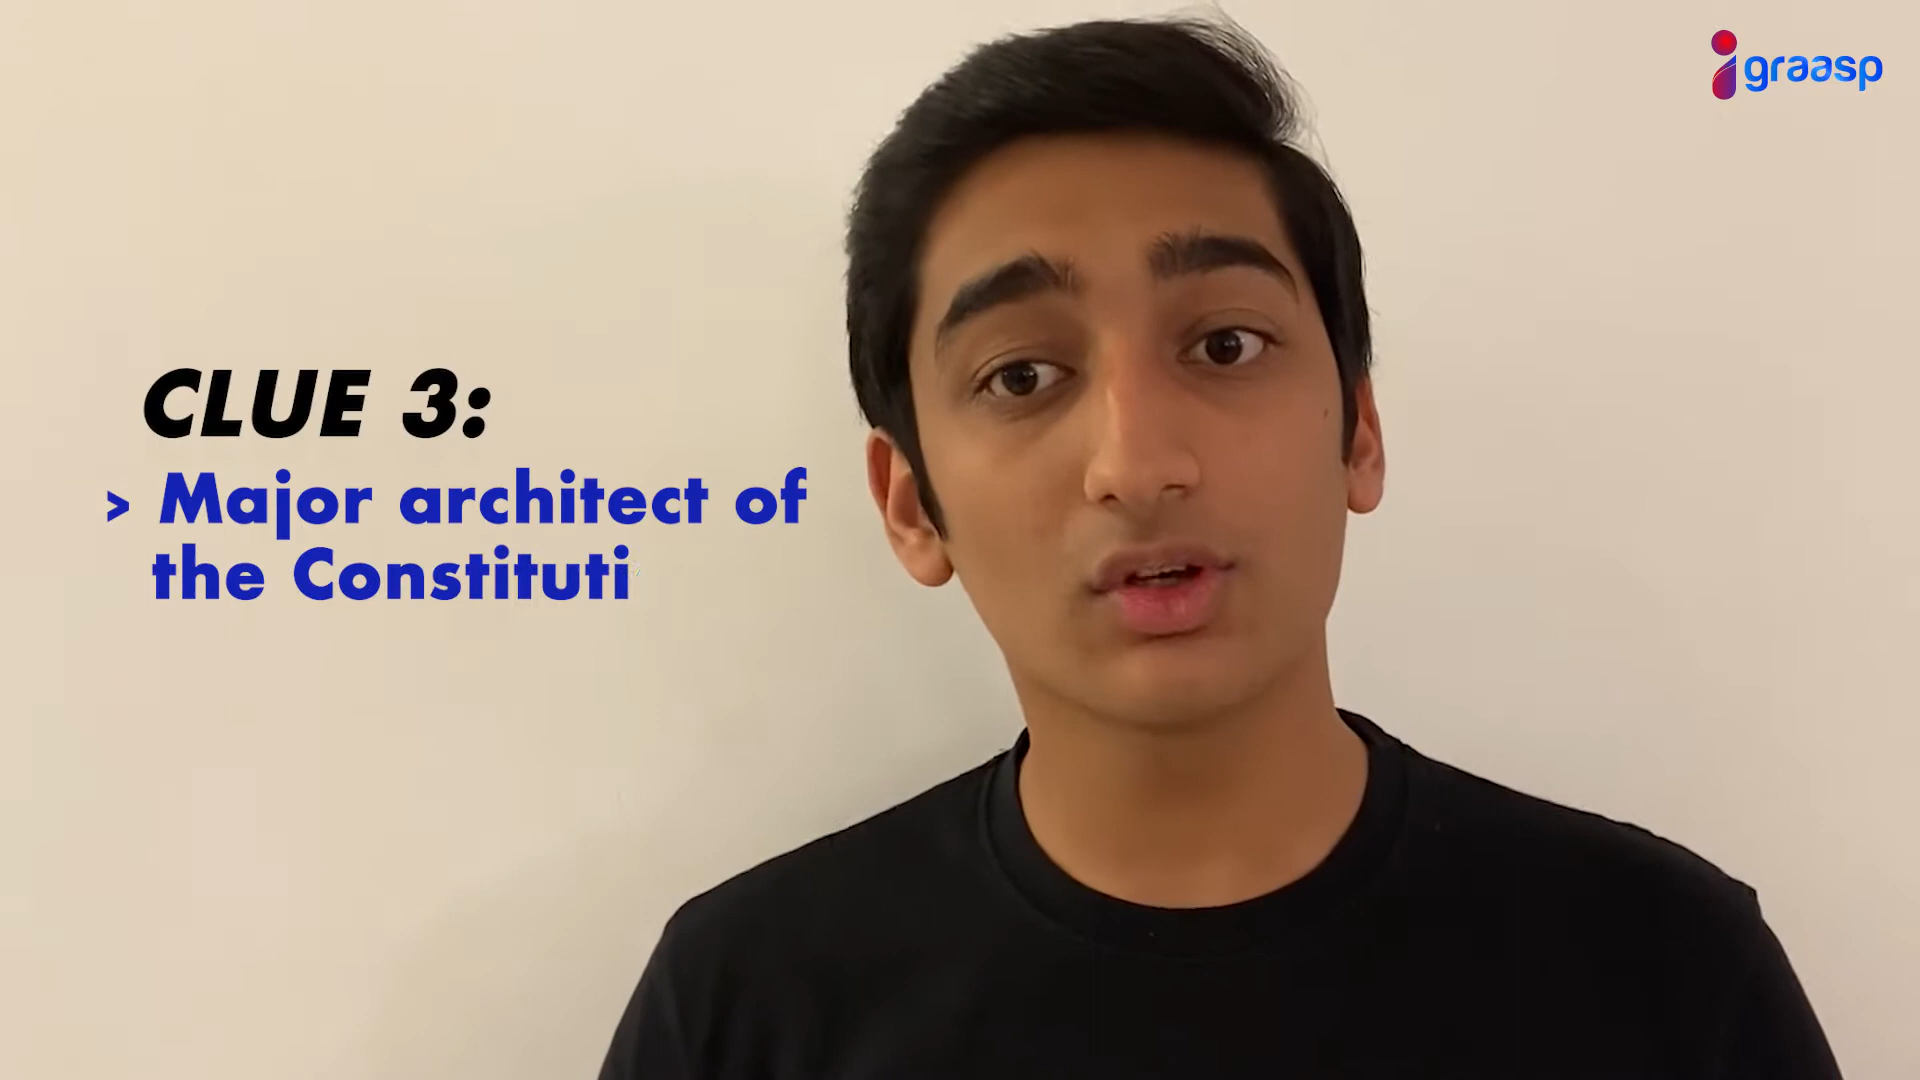 graasp
CLUE 3:
> Major architect of
the Constituti